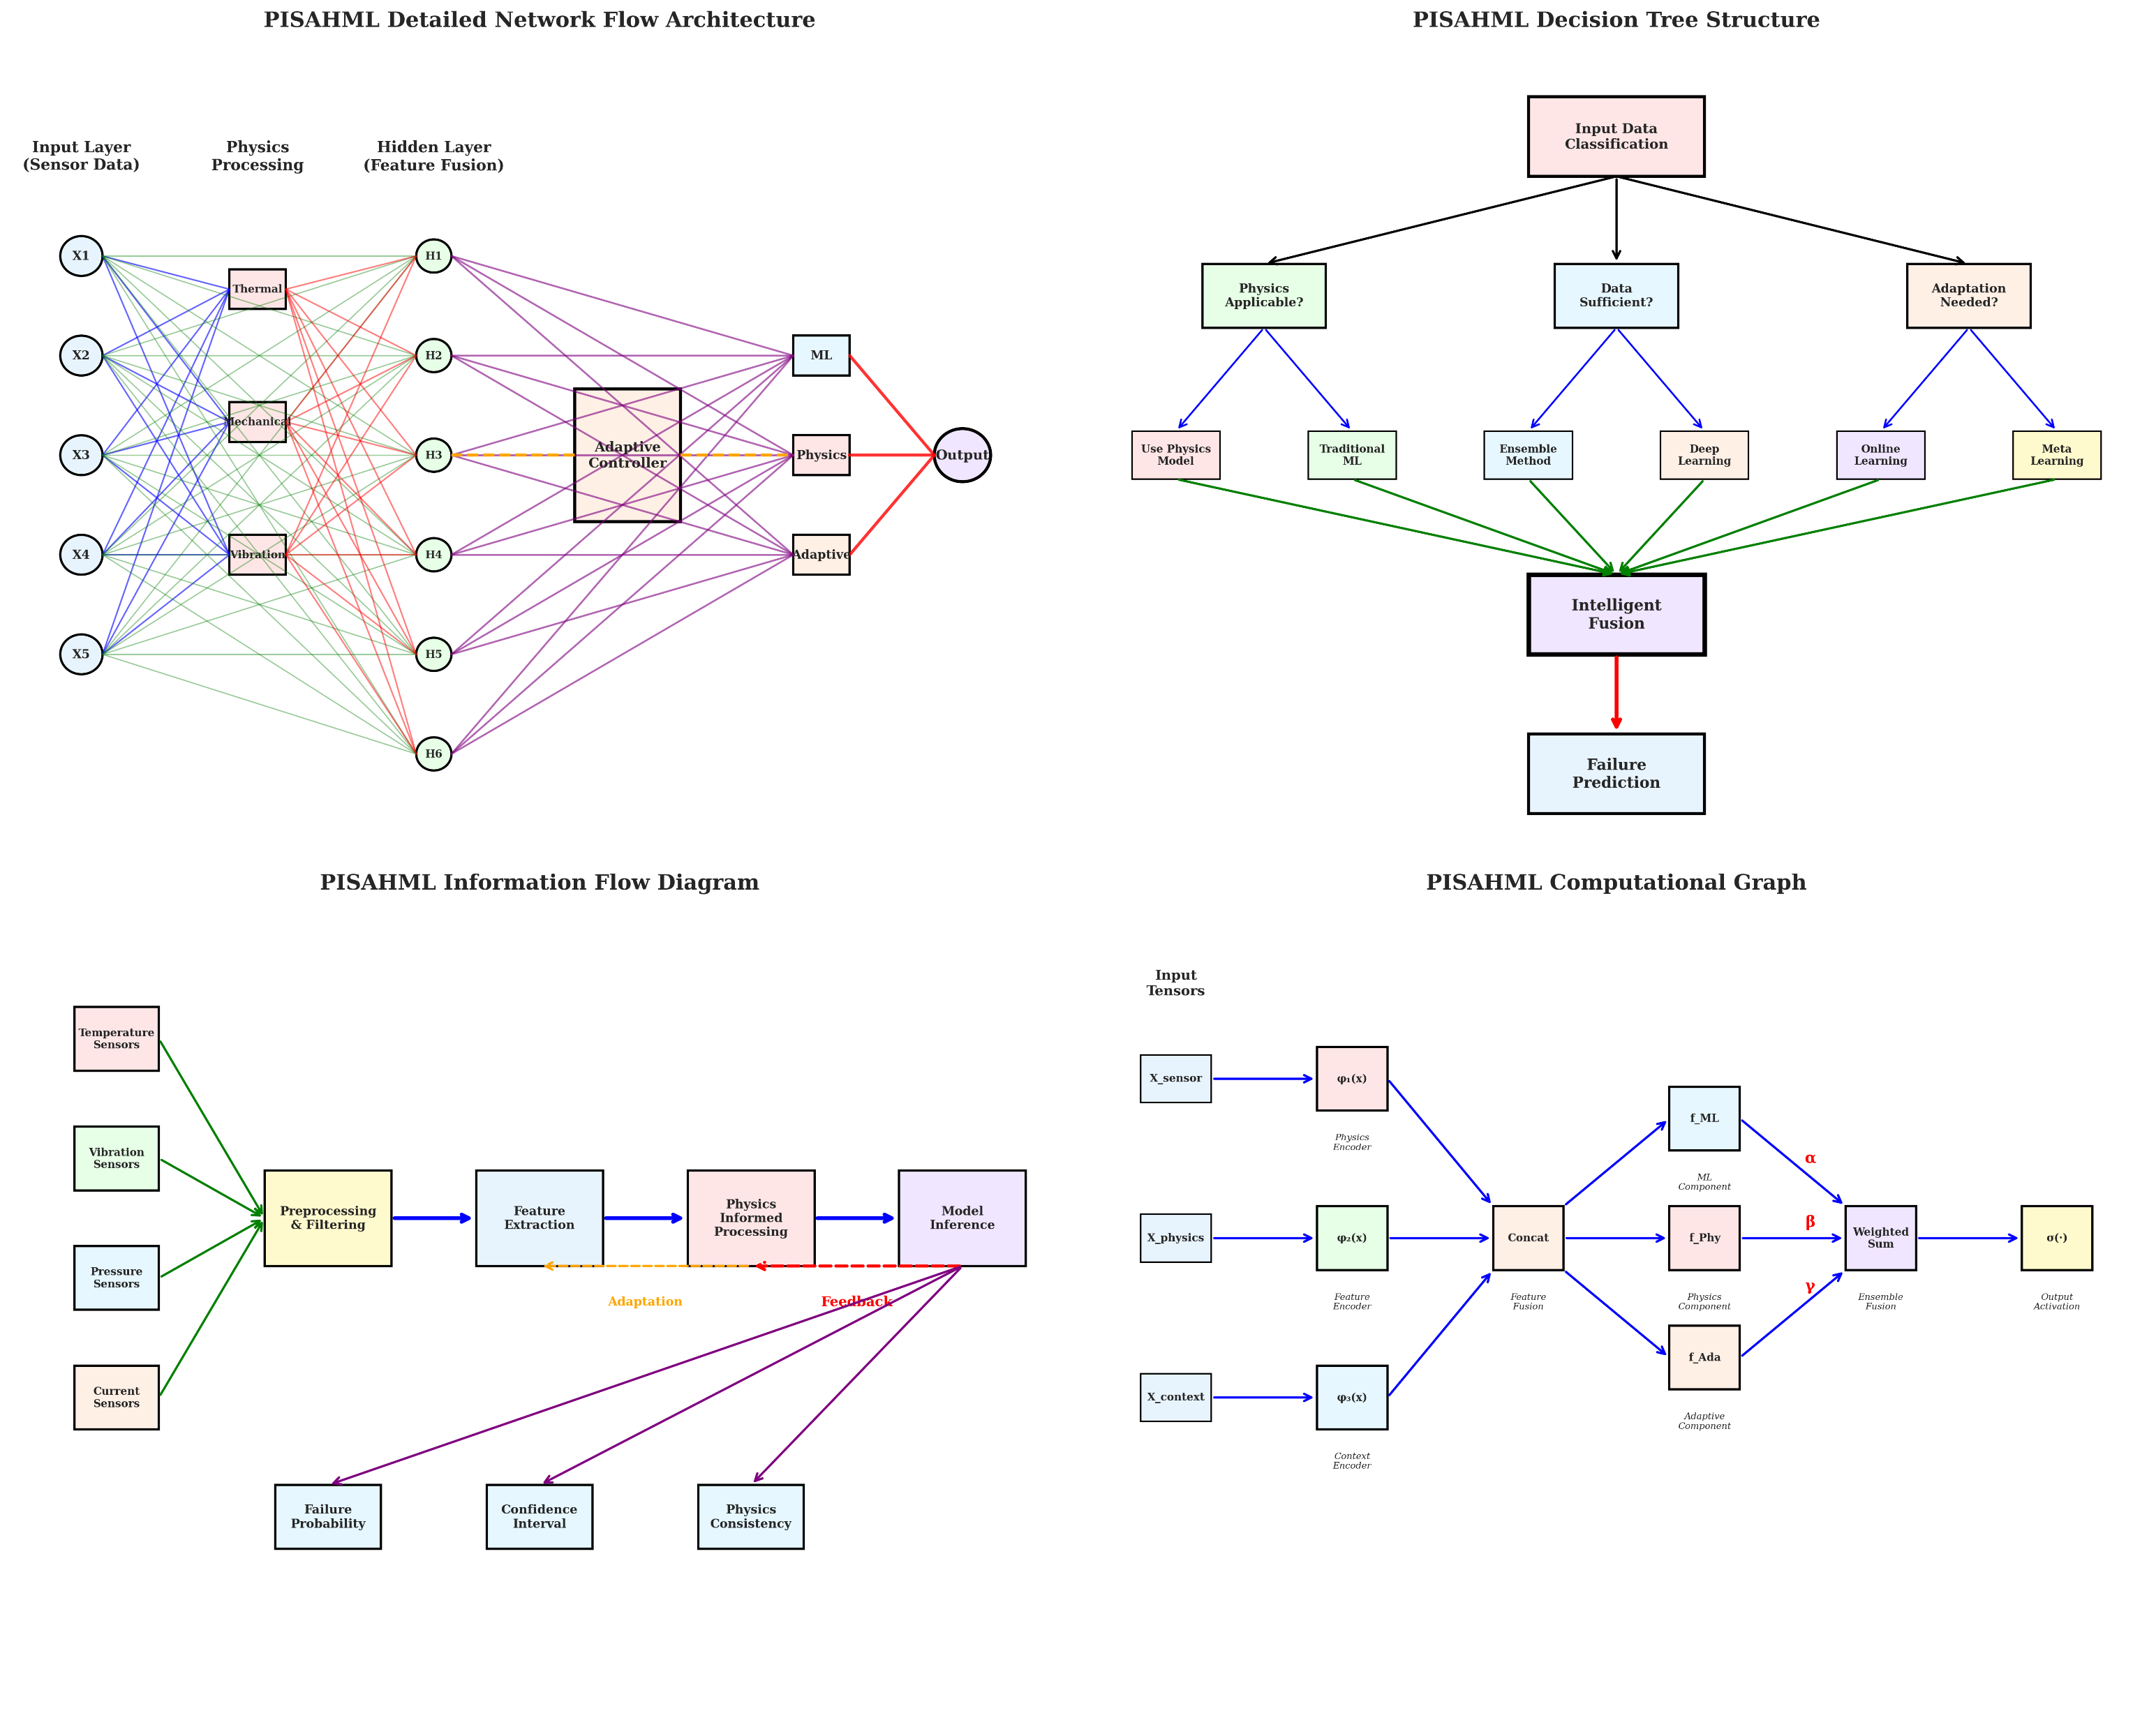 PISAHML Detailed Network Flow Architecture
Input Layer
(Sensor Data)
Physics
Processing
Hidden Layer
(Feature Fusion)
X1
X2
X3
X4
X5
Thermal
Mechanical
Vibration
H1
H2
H3
H4
H5
H6
Adaptive
Controller
ML
Physics
Adaptive
Output
PISAHML Decision Tree Structure
Input Data
Classification
Physics
Applicable?
Data
Sufficient?
Adaptation
Needed?
Use Physics
Model
Traditional
ML
Ensemble
Method
Deep
Learning
Online
Learning
Meta
Learning
Intelligent
Fusion
Failure
Prediction
PISAHML Information Flow Diagram
Temperature
Sensors
Vibration
Sensors
Pressure
Sensors
Current
Sensors
Preprocessing
& Filtering
Feature
Extraction
Physics
Informed
Processing
Model
Inference
Adaptation
Feedback
Failure
Probability
Confidence
Interval
Physics
Consistency
PISAHML Computational Graph
Input
Tensors
X_sensor
X_physics
X_context
φ₁(x)
Physics
Encoder
φ₂(x)
Feature
Encoder
φ₃(x)
Context
Encoder
Concat
Feature
Fusion
f_ML
ML
Component
f_Phy
Physics
Component
f_Ada
Adaptive
Component
α
β
γ
Weighted
Sum
Ensemble
Fusion
σ(·)
Output
Activation